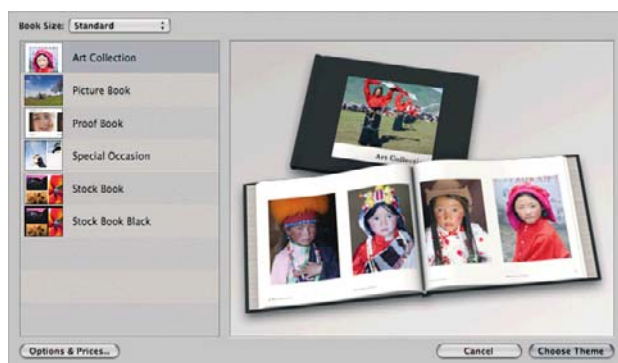 Book Size: Standard
Art Collection
Picture Book
Proof Book
Special Occasion
Stock Book
Stock Book Black
Art Collection
Options & Prices...
Cancel
Choose Theme